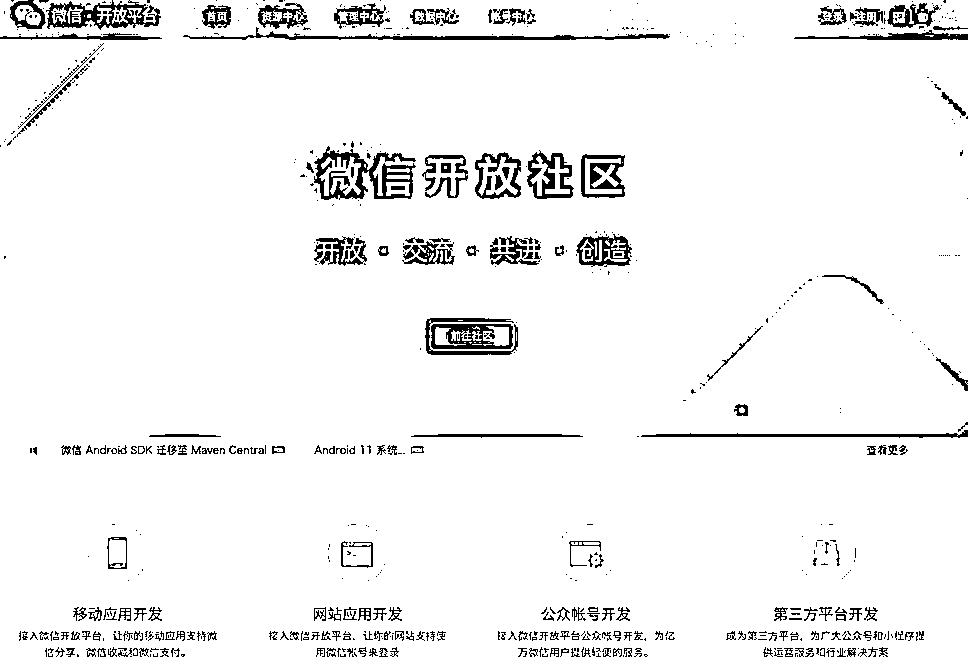 微信·开放平台 首页 资源中心 管理中心 数据中心 帐号中心 登录 注册
微信开放社区
开放 · 交流 · 共进 · 创造
前往社区
微信 Android SDK 迁移至 Maven Central Android 11 系统... 查看更多
移动应用开发 网站应用开发 公众帐号开发 第三方平台开发
接入微信开放平台，让你的移动应用支持微 接入微信开放平台，让你的网站支持使 接入微信开放平台公众帐号开发，为亿 成为第三方平台，为广大公众号和小程序提
信分享，微信收藏和微信支付。 用微信帐号来登录 万微信用户提供轻便的服务。 供运营服务和行业解决方案